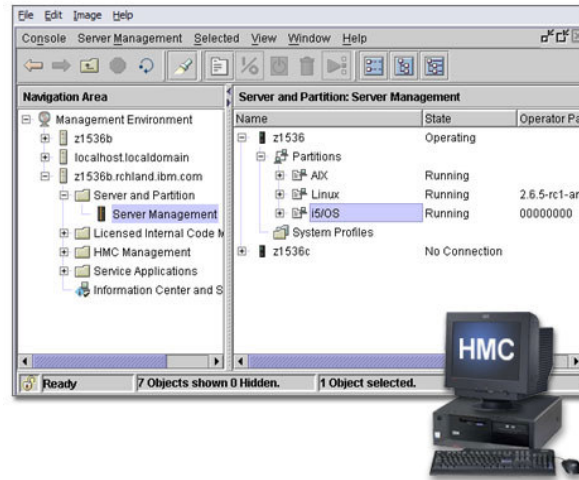 File Edit Image Help
Console Server Management Selected View Window Help
Navigation Area
Management Environment
z1536b
localhost.localdomain
z1536b.rchland.ibm.com
Server and Partition
Server Management
Licensed Internal Code M
HMC Management
Service Applications
Information Center and S
Server and Partition: Server Management
Name State Operator Pa
z1536 Operating
Partitions
AIX Running
Linux Running 2.6.5-rc1-an
i5/OS Running 00000000
System Profiles
z1536c No Connection
Ready 7 Objects shown 0 Hidden. 1 Object selected.
HMC